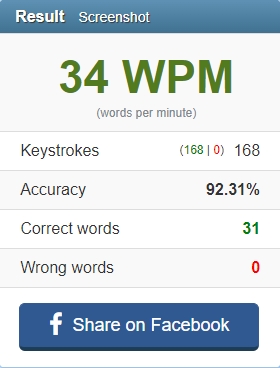 Result Screenshot
34 WPM
(words per minute)
Keystrokes (168 | 0) 168
Accuracy 92.31%
Correct words 31
Wrong words 0
Share on Facebook